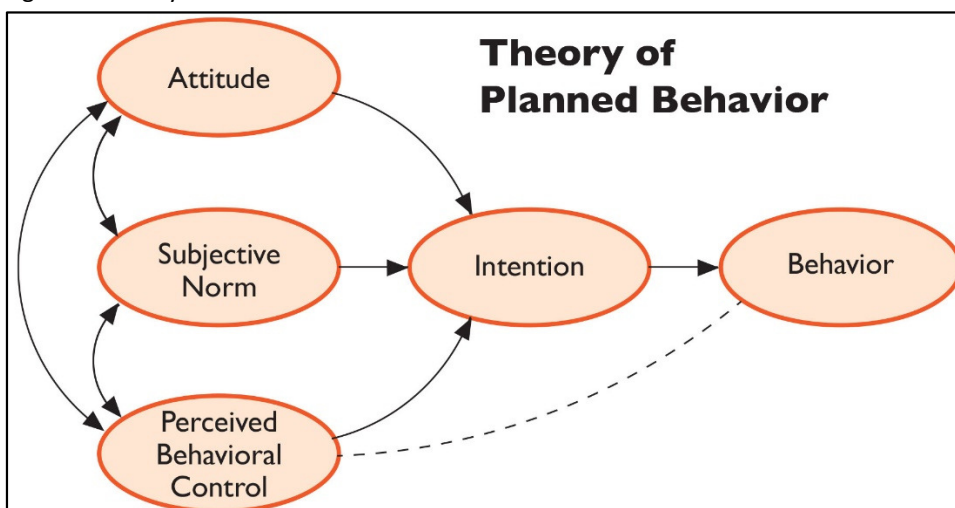 Theory of
Planned Behavior
Attitude
Subjective
Norm
Intention
Behavior
Perceived
Behavioral
Control